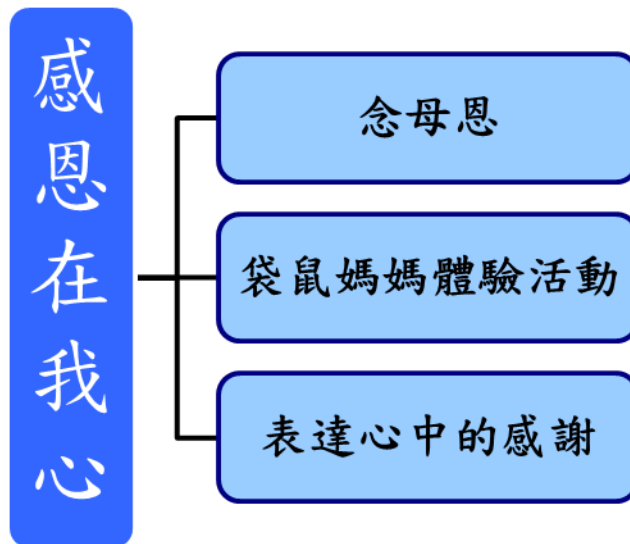 感恩在我心
念母恩
袋鼠媽媽體驗活動
表達心中的感謝